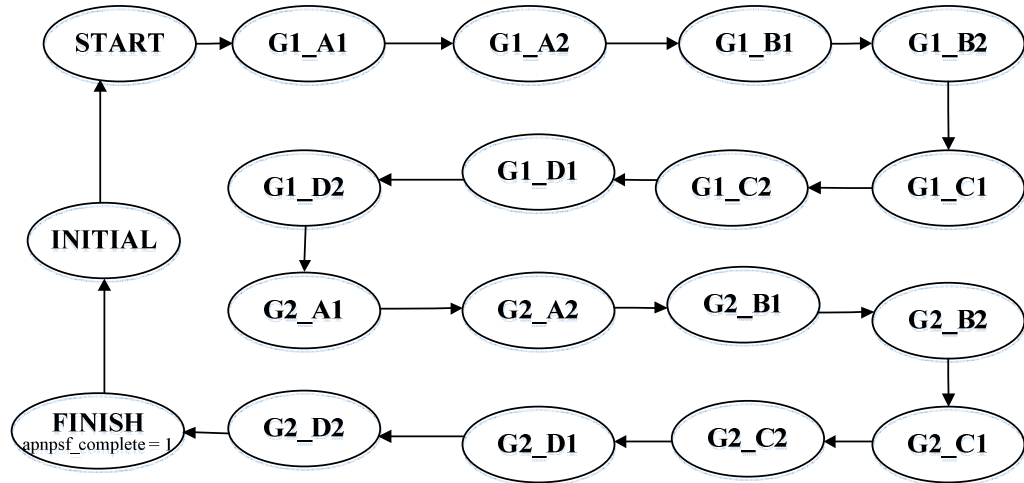 START
G1_A1
G1_A2
G1_B1
G1_B2
G1_D2
G1_D1
G1_C2
G1_C1
INITIAL
G2_A1
G2_A2
G2_B1
G2_B2
FINISH
apnpsf_complete = 1
G2_D2
G2_D1
G2_C2
G2_C1